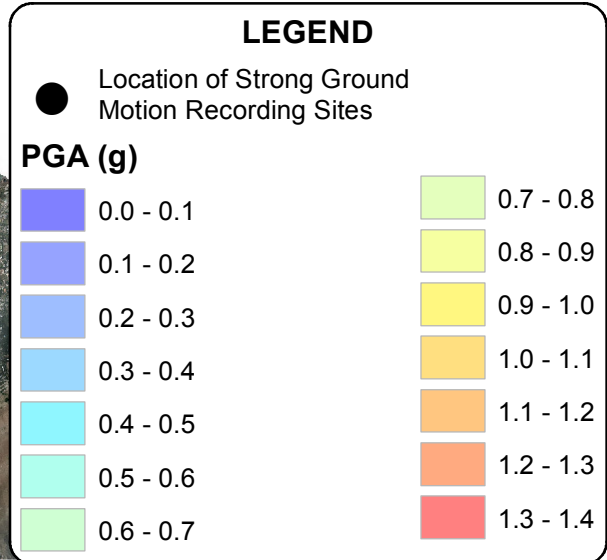 LEGEND
Location of Strong Ground
Motion Recording Sites
PGA (g)
0.0 - 0.1
0.1 - 0.2
0.2 - 0.3
0.3 - 0.4
0.4 - 0.5
0.5 - 0.6
0.6 - 0.7
0.7 - 0.8
0.8 - 0.9
0.9 - 1.0
1.0 - 1.1
1.1 - 1.2
1.2 - 1.3
1.3 - 1.4